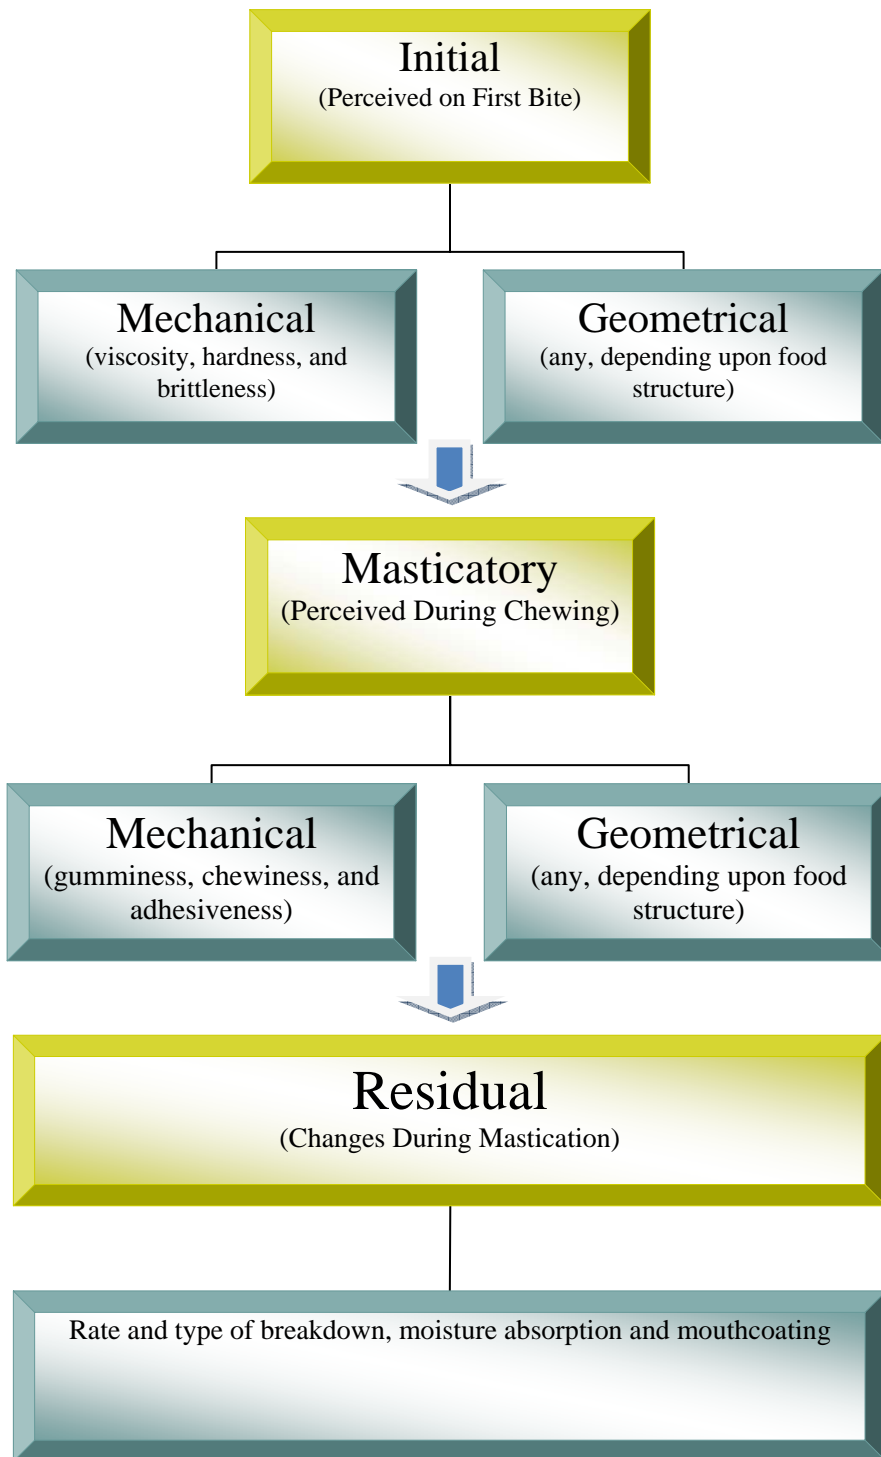 Initial
(Perceived on First Bite)
Mechanical
(viscosity, hardness, and
brittleness)
Geometrical
(any, depending upon food
structure)
Masticatory
(Perceived During Chewing)
Mechanical
(gumminess, chewiness, and
adhesiveness)
Geometrical
(any, depending upon food
structure)
Residual
(Changes During Mastication)
Rate and type of breakdown, moisture absorption and mouthcoating